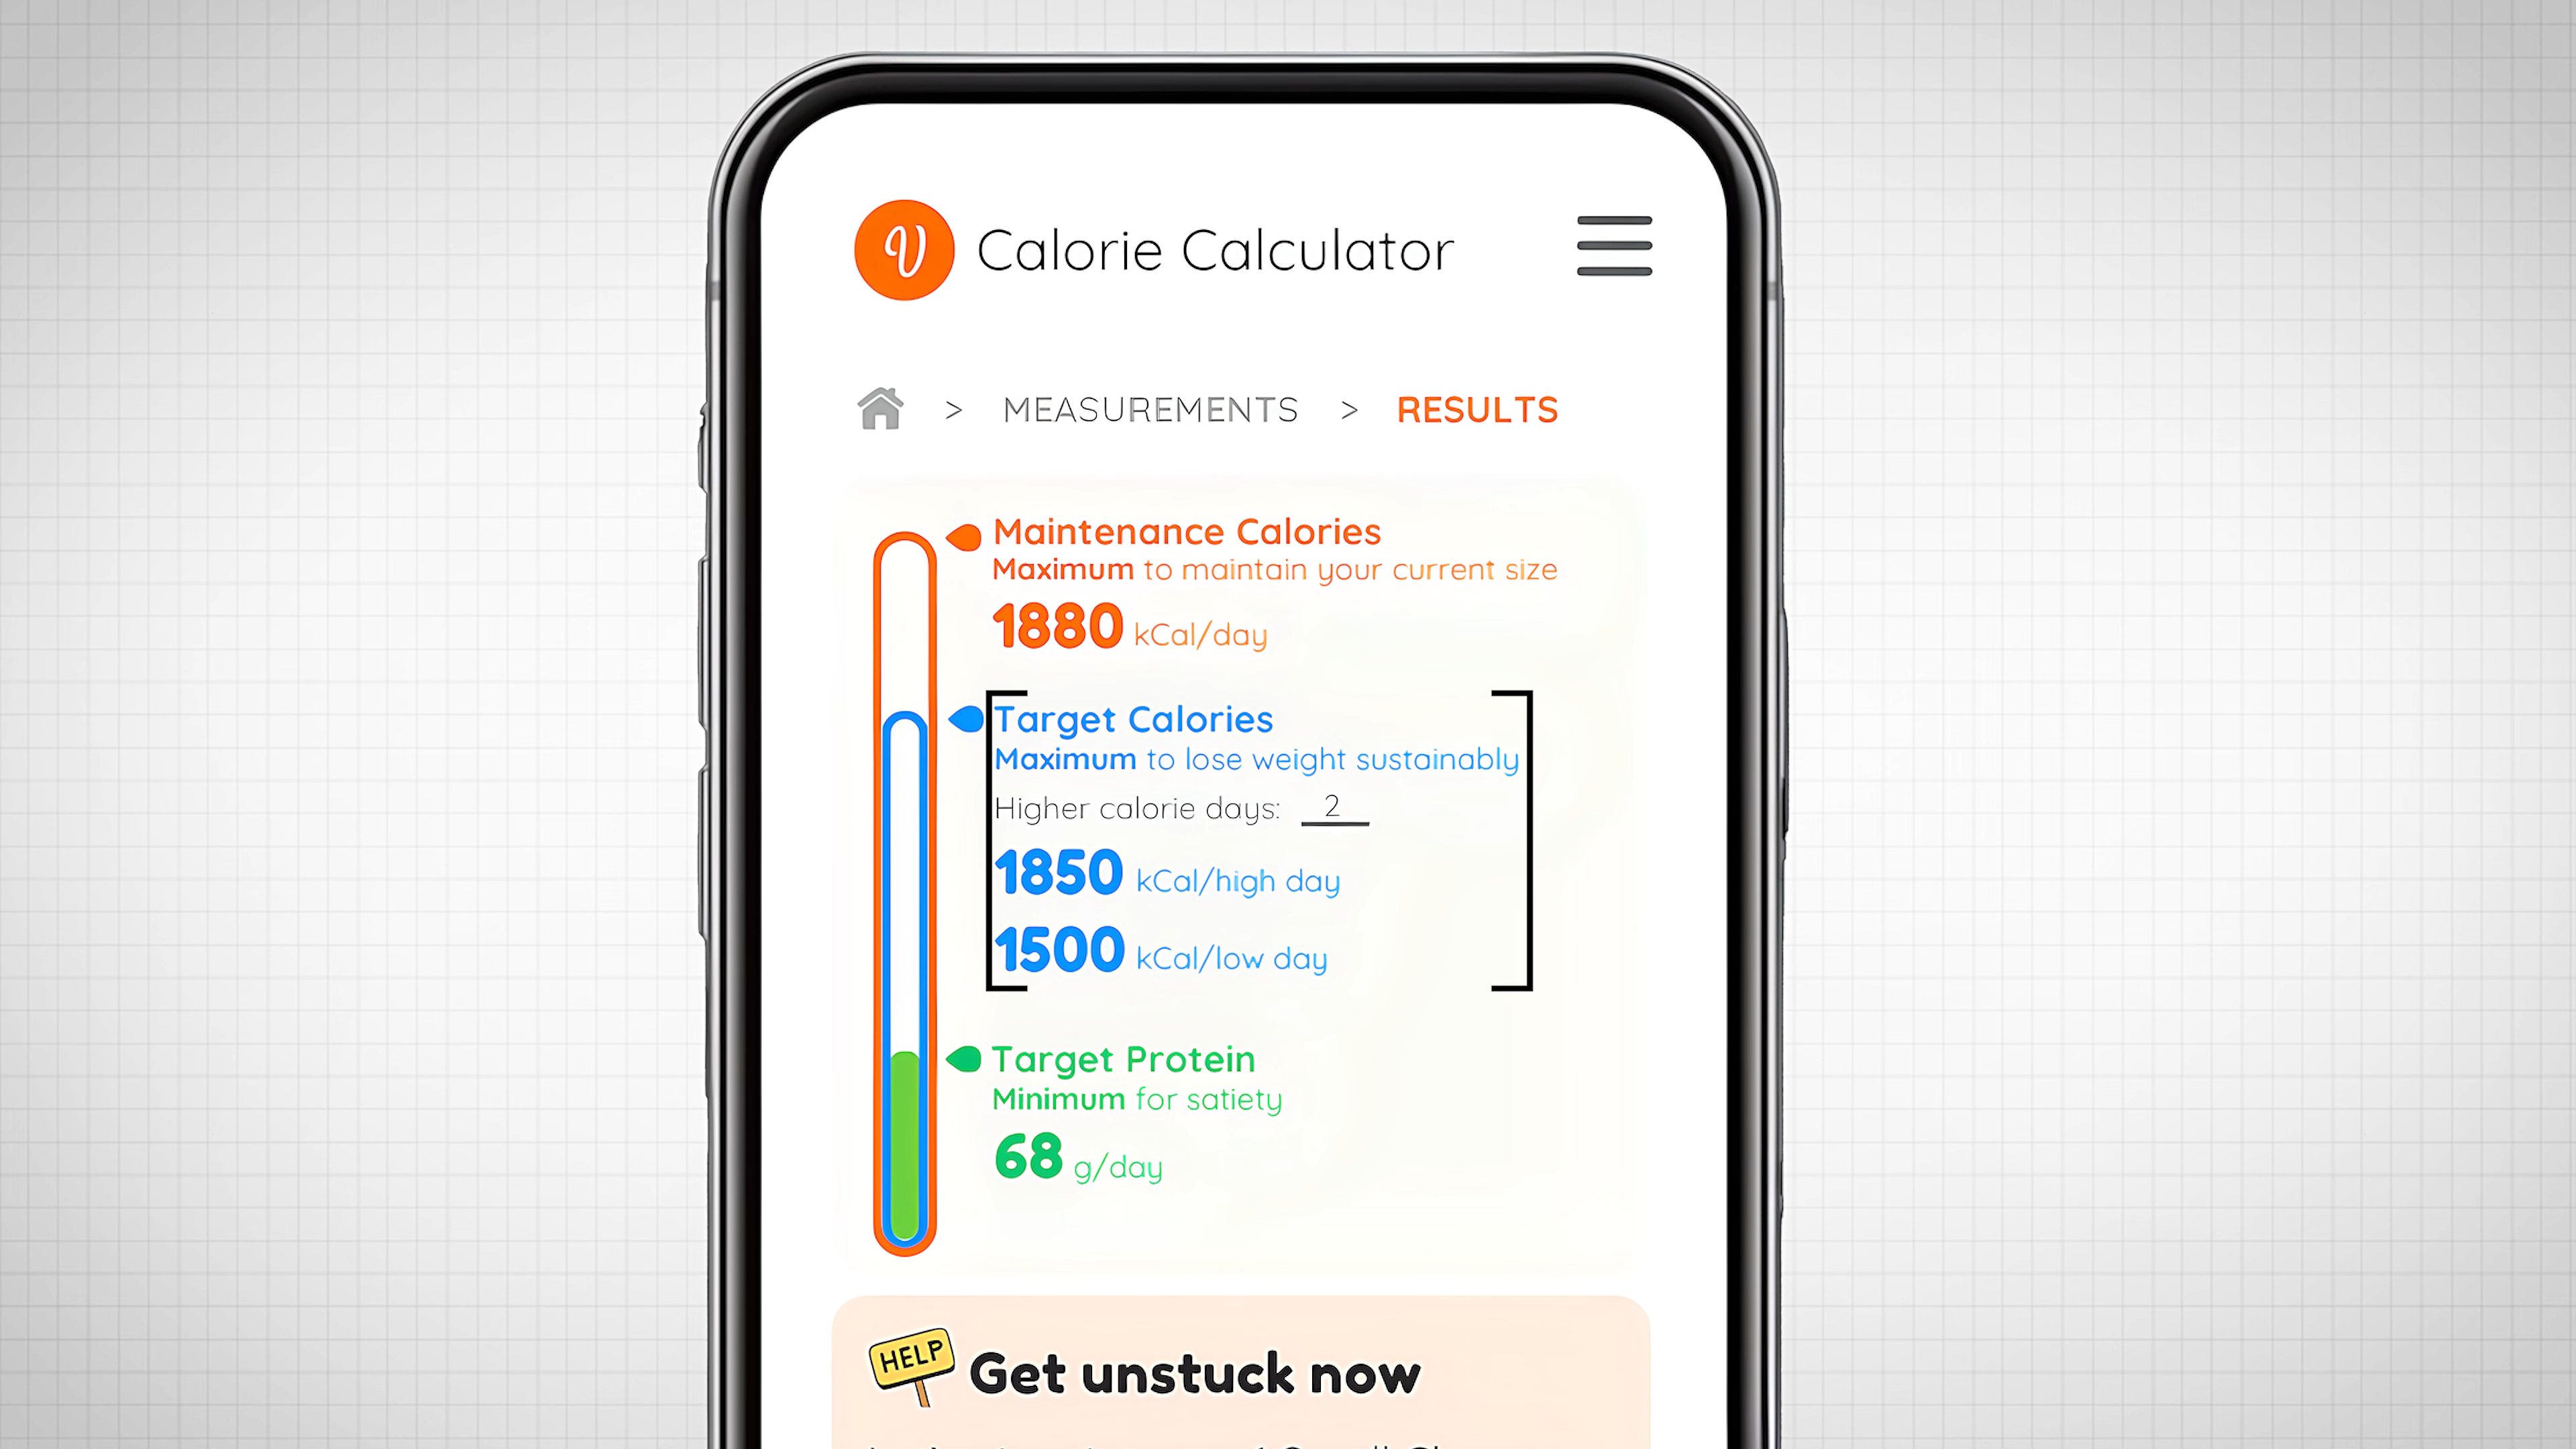 V Calorie Calculator
> MEASUREMENTS > RESULTS
Maintenance Calories
Maximum to maintain your current size
1880 kCal/day
Target Calories
Maximum to lose weight sustainably
Higher calorie days: 2
1850 kCal/high day
1500 kCal/low day
Target Protein
Minimum for satiety
68 g/day
HELP Get unstuck now